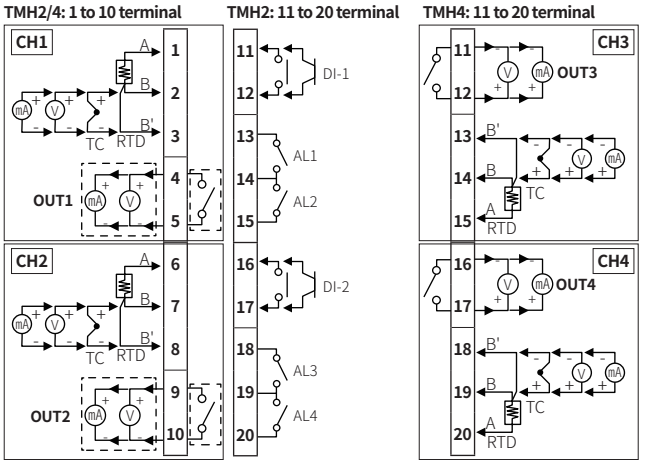 TMH2/4: 1 to 10 terminal
TMH2: 11 to 20 terminal
TMH4: 11 to 20 terminal
CH1
A
1
B
2
mA
+
V
+
+
-
-
-
TC
RTD
B'
3
OUT1
mA
+
V
+
-
-
4
5
CH2
A
6
B
7
mA
+
V
+
+
-
-
-
TC
RTD
B'
8
OUT2
mA
+
V
+
-
-
9
10
11
12
DI-1
13
AL1
14
AL2
15
16
DI-2
17
18
AL3
19
AL4
20
CH3
11
-
-
V
mA
OUT3
12
+
+
13
B'
-
-
-
14
B
V
mA
+
+
+
TC
15
A
RTD
CH4
16
-
-
V
mA
OUT4
17
+
+
18
B'
-
-
-
19
B
V
mA
+
+
+
TC
20
A
RTD